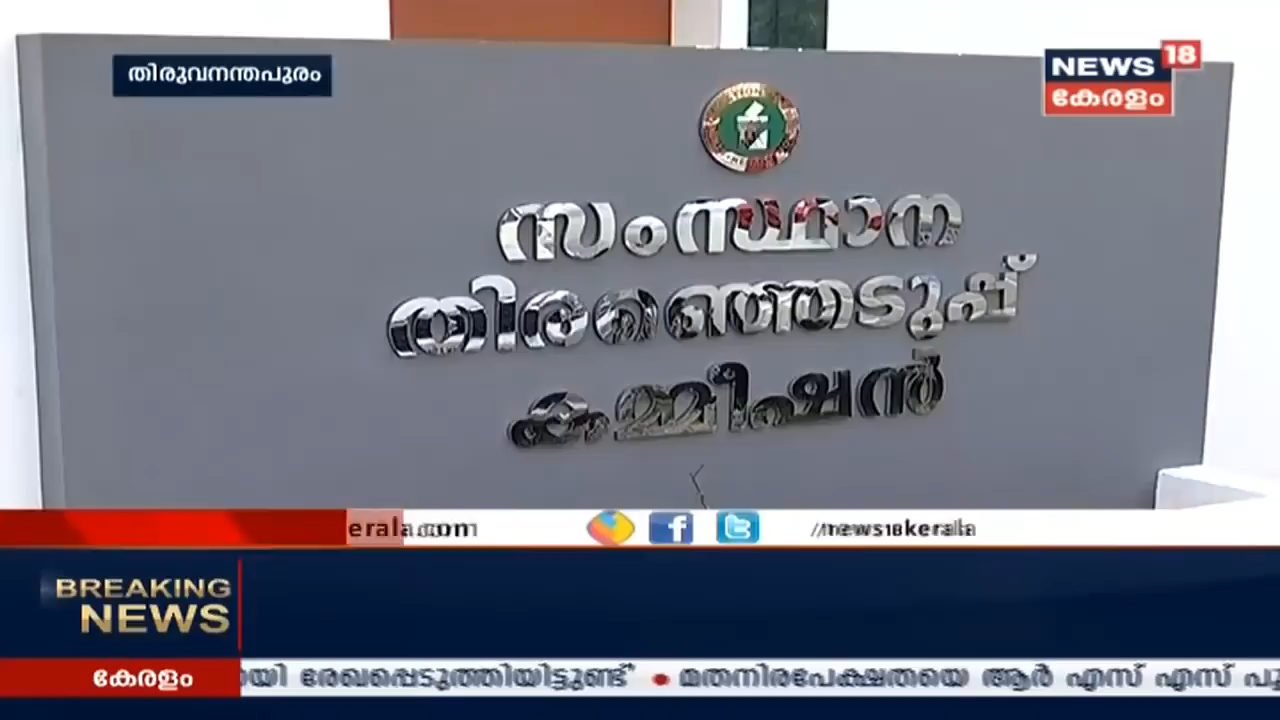 തിരുവനന്തപുരം
NEWS 18
കേരളം
സംസ്ഥാന
തിരഞ്ഞെടുപ്പ്
കമ്മീഷൻ
erala.com
/news18kerala
BREAKING
NEWS
കേരളം
യി രേഖപ്പെടുത്തിയിട്ടുണ്ട്' • മതനിരപേക്ഷതയെ ആർ എസ് എസ് പു